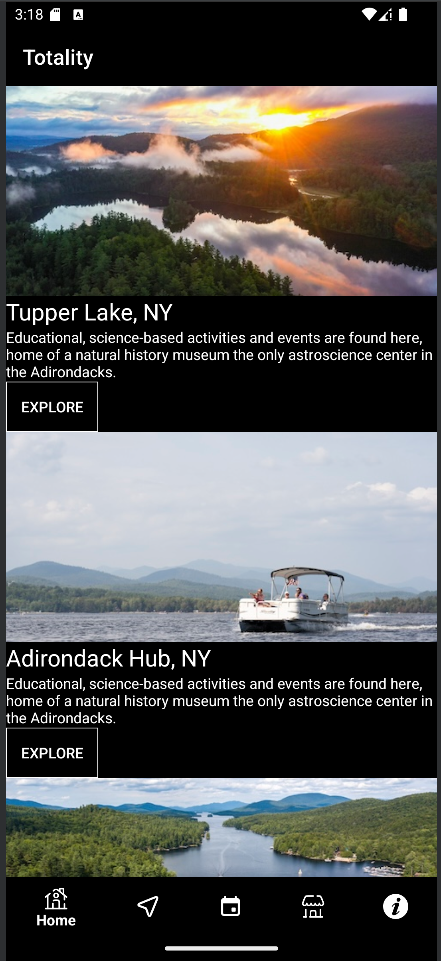 3:18
A
Totality
Tupper Lake, NY
Educational, science-based activities and events are found here,
home of a natural history museum the only astroscience center in
the Adirondacks.
EXPLORE
Adirondack Hub, NY
Educational, science-based activities and events are found here,
home of a natural history museum the only astroscience center in
the Adirondacks.
EXPLORE
Home